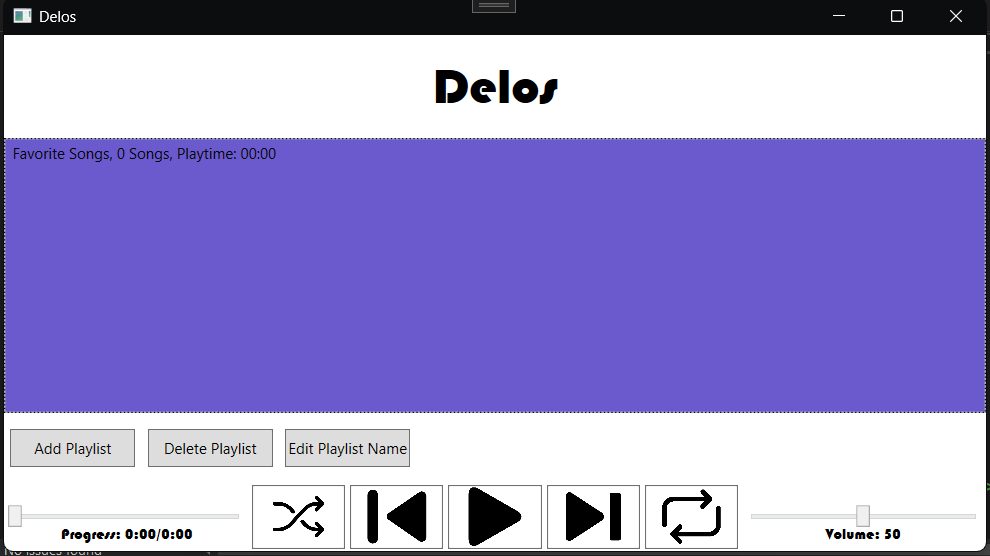 Delos
Delos
Favorite Songs, 0 Songs, Playtime: 00:00
Add Playlist Delete Playlist Edit Playlist Name
Progress: 0:00/0:00 Volume: 50
No issues found